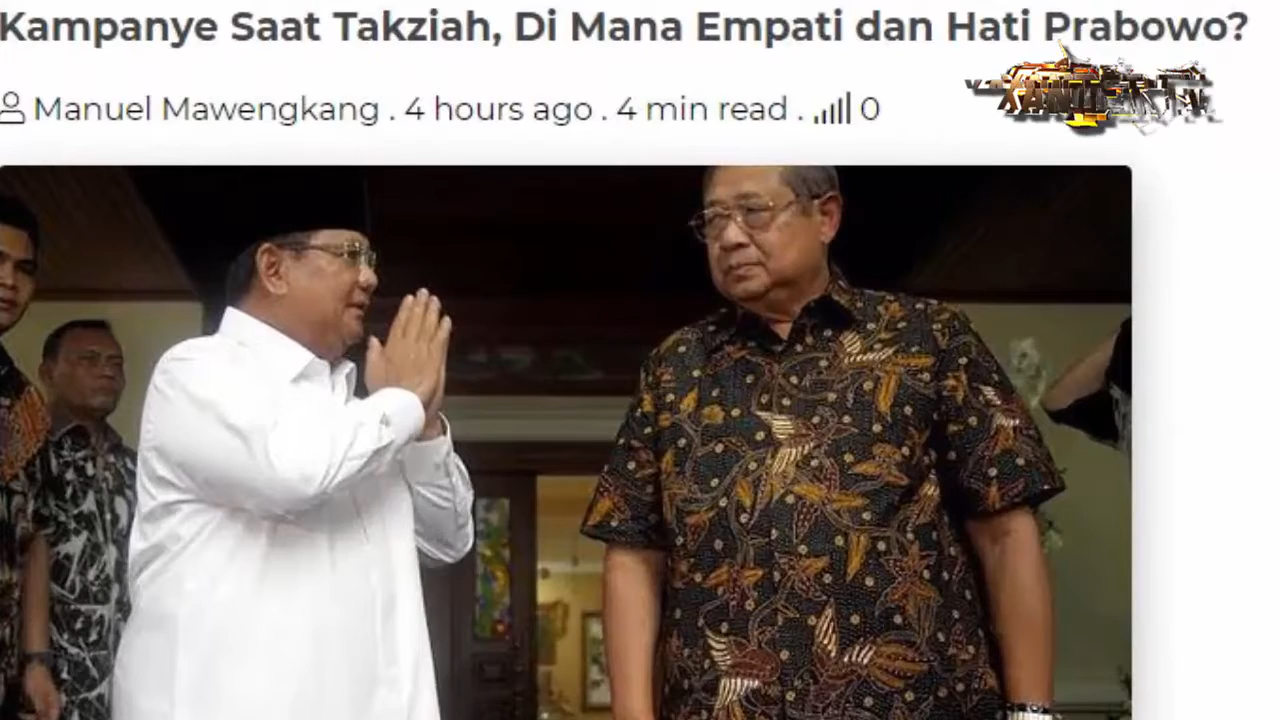 Kampanye Saat Takziah, Di Mana Empati dan Hati Prabowo?
Manuel Mawengkang . 4 hours ago . 4 min read . 0